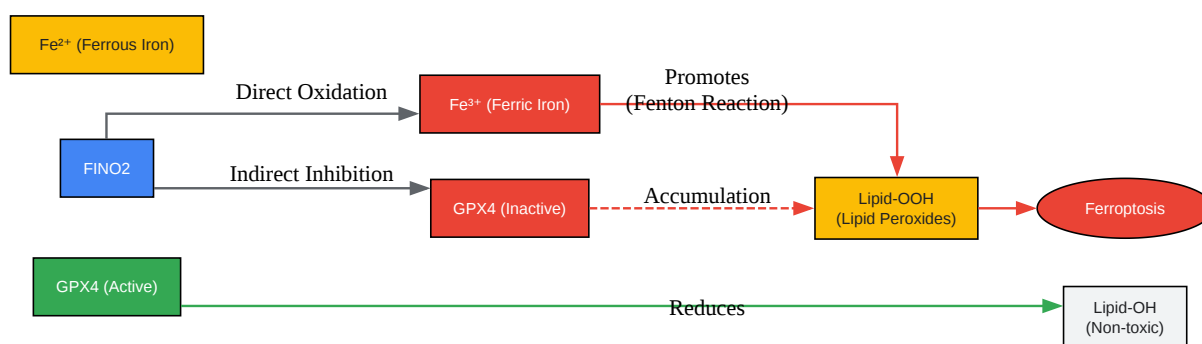 Fe²⁺ (Ferrous Iron)
Direct Oxidation
Fe³⁺ (Ferric Iron)
Promotes
(Fenton Reaction)
FINO2
Indirect Inhibition
GPX4 (Inactive)
Accumulation
Lipid-OOH
(Lipid Peroxides)
Ferroptosis
GPX4 (Active)
Reduces
Lipid-OH
(Non-toxic)